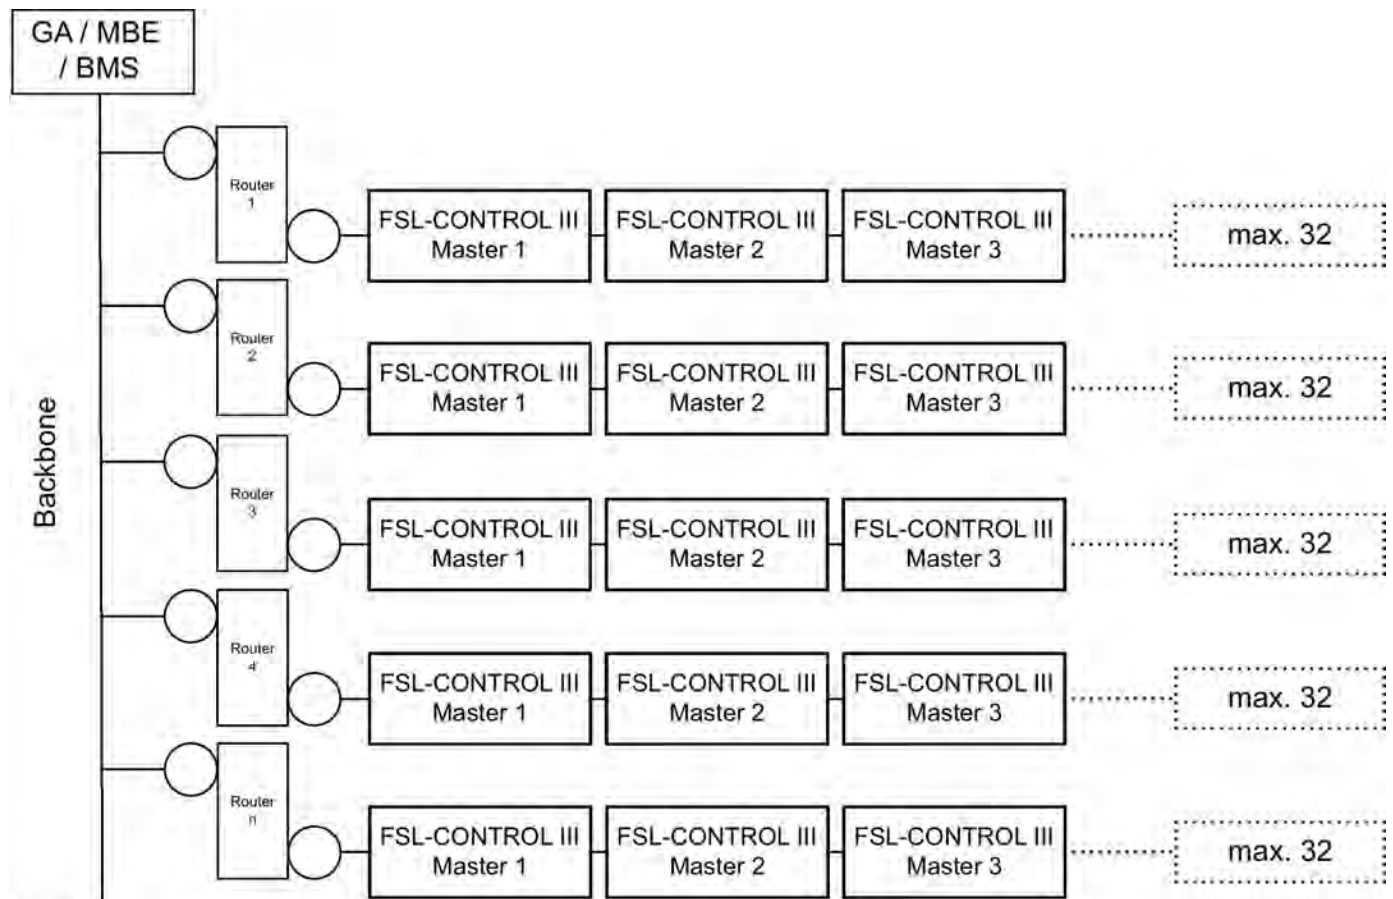 GA / MBE
/ BMS
Backbone
Router
1
FSL-CONTROL III
Master 1
FSL-CONTROL III
Master 2
FSL-CONTROL III
Master 3
max. 32
Router
2
FSL-CONTROL III
Master 1
FSL-CONTROL III
Master 2
FSL-CONTROL III
Master 3
max. 32
Router
3
FSL-CONTROL III
Master 1
FSL-CONTROL III
Master 2
FSL-CONTROL III
Master 3
max. 32
Router
4
FSL-CONTROL III
Master 1
FSL-CONTROL III
Master 2
FSL-CONTROL III
Master 3
max. 32
Router
n
FSL-CONTROL III
Master 1
FSL-CONTROL III
Master 2
FSL-CONTROL III
Master 3
max. 32